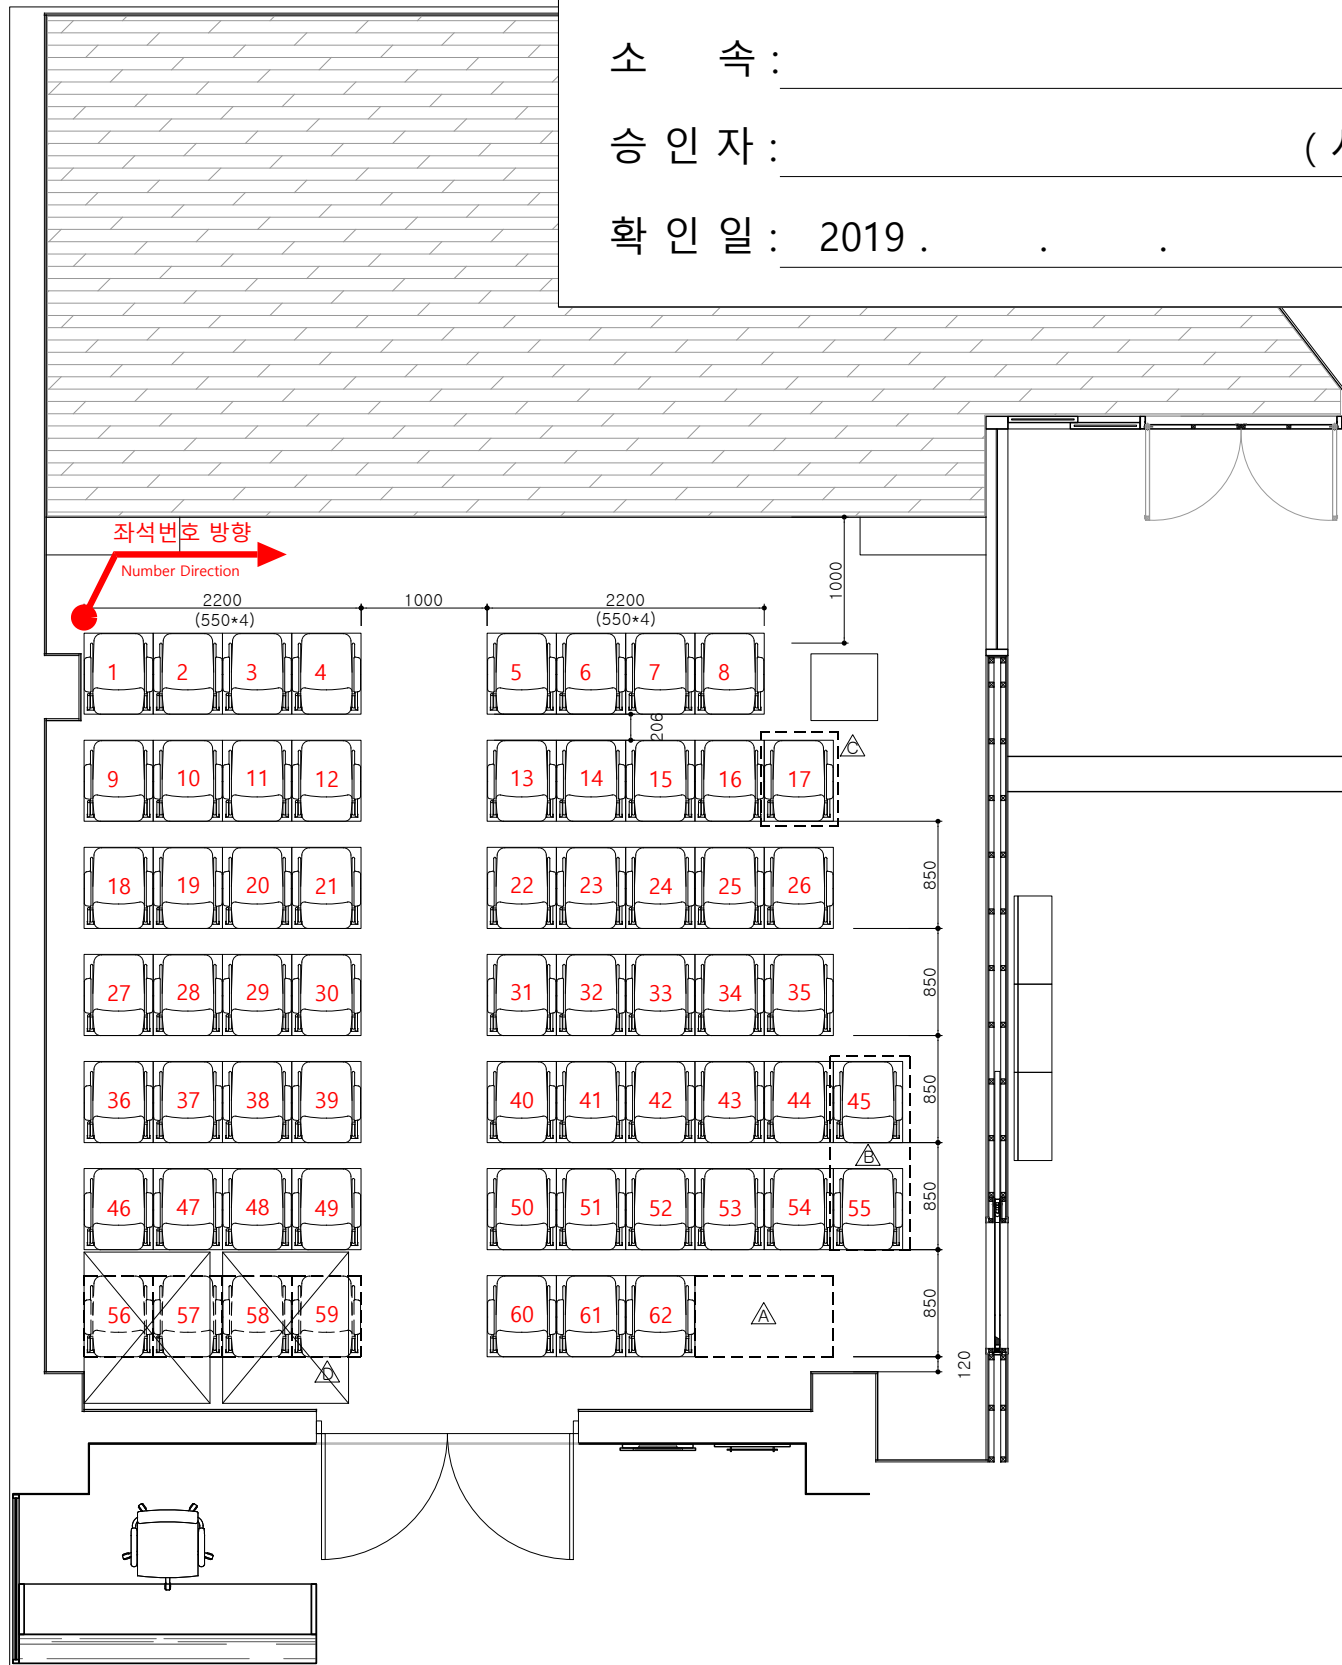 소 속 :
승 인 자 : (
확 인 일 : 2019 . . .
좌석번호 방향
Number Direction
2200 1000 2200 1000
(550*4) (550*4)
1 2 3 4 5 6 7 8
206
9 10 11 12 13 14 15 16 17 C
850
18 19 20 21 22 23 24 25 26
850
27 28 29 30 31 32 33 34 35
850
36 37 38 39 40 41 42 43 44 45
B
850
46 47 48 49 50 51 52 53 54 55
850
56 57 58 59 60 61 62 A
120
D